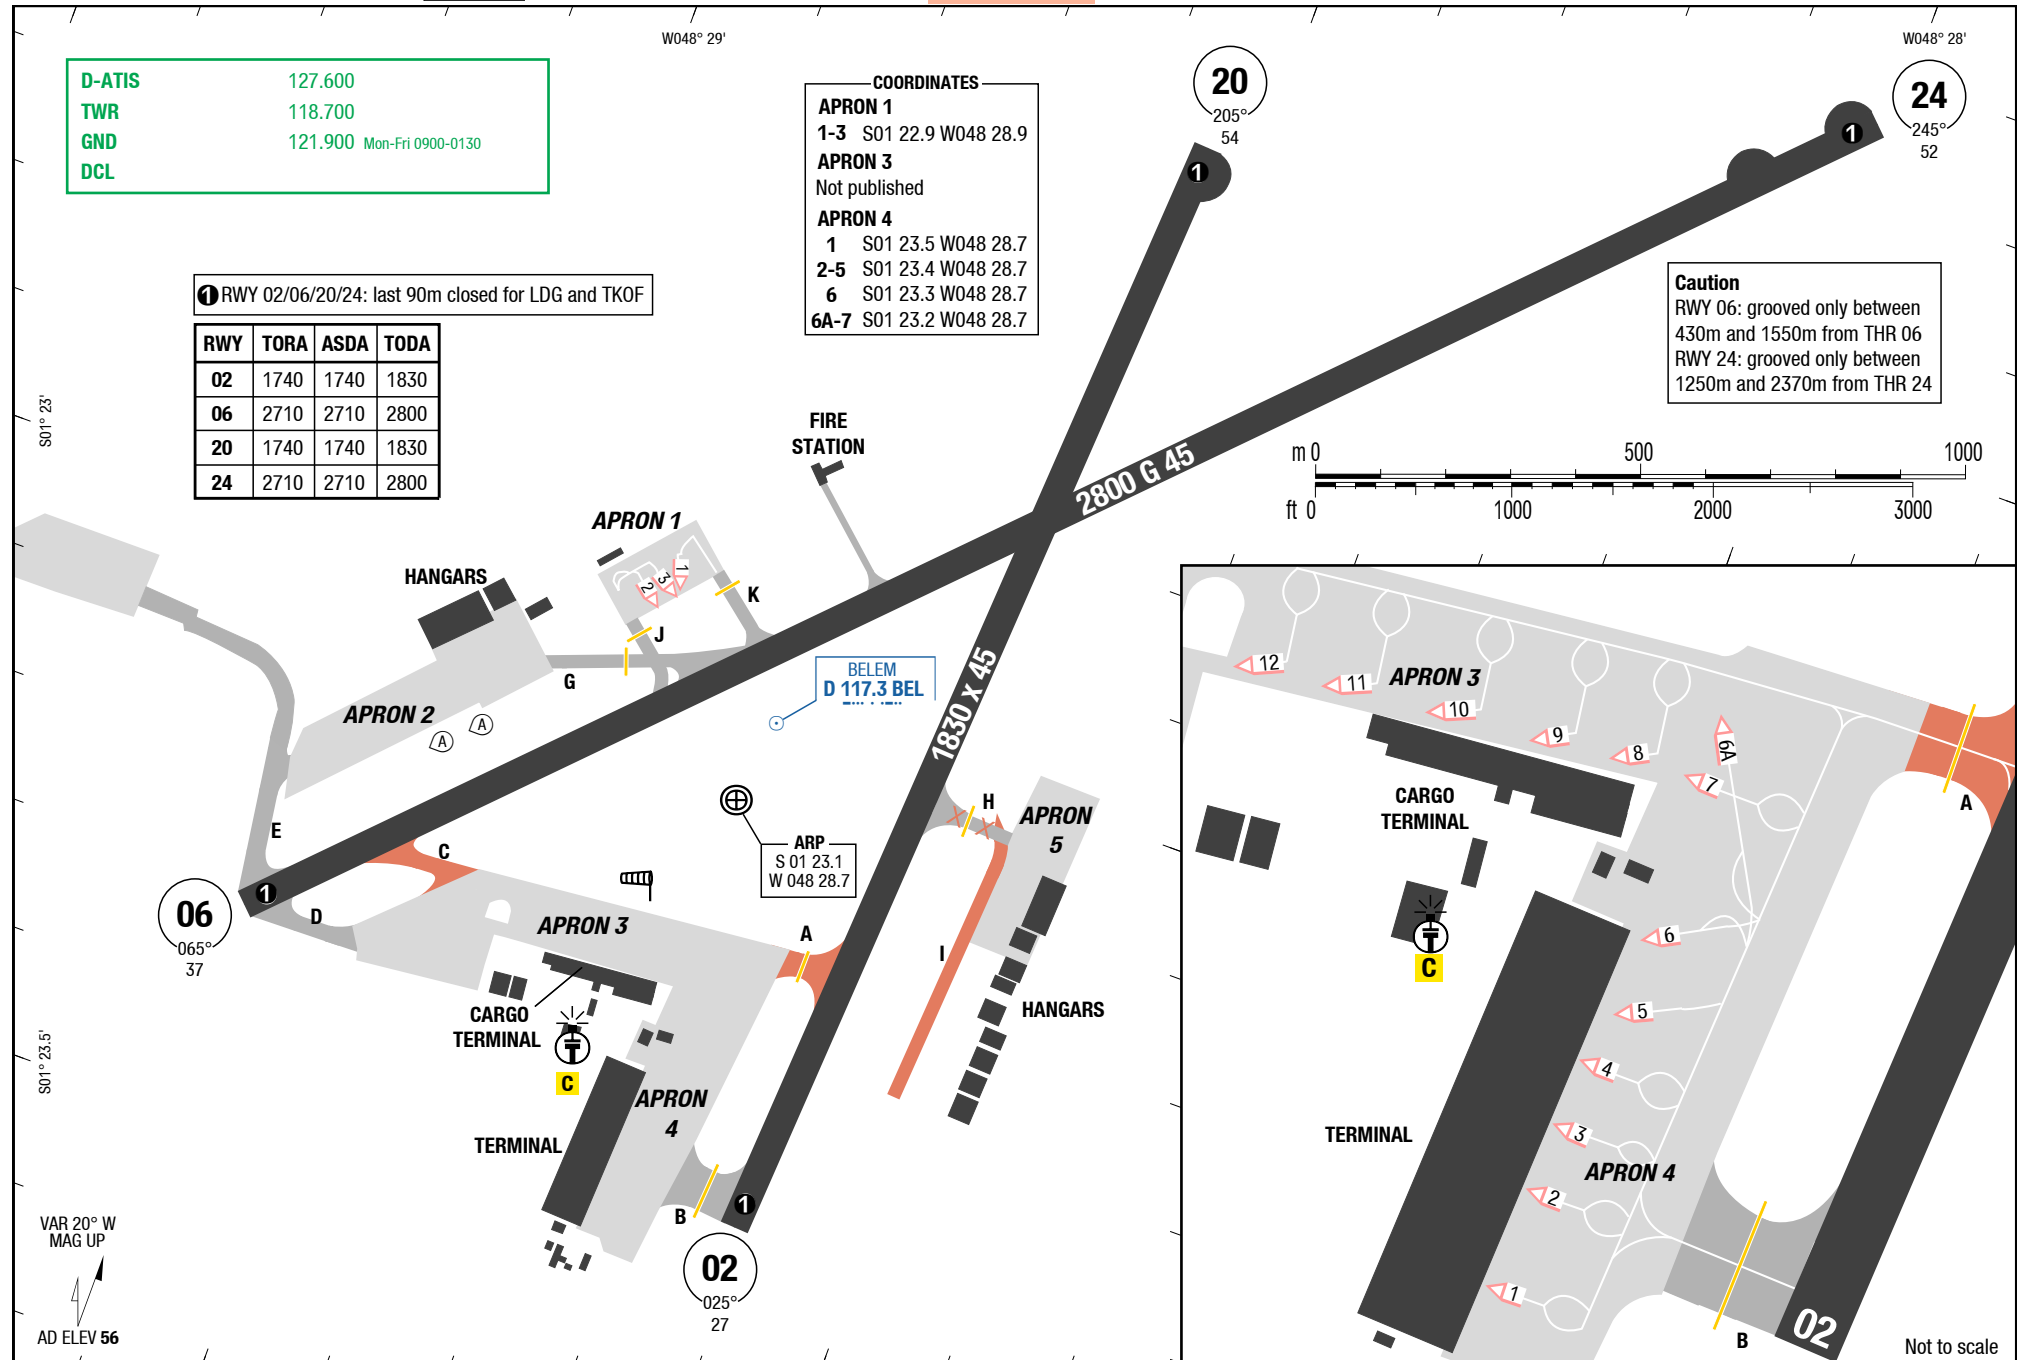 W048° 29'
W048° 28'
D-ATIS 127.600
TWR 118.700
GND 121.900 Mon-Fri 0900-0130
DCL
COORDINATES
APRON 1
1-3 S01 22.9 W048 28.9
APRON 3
Not published
APRON 4
1 S01 23.5 W048 28.7
2-5 S01 23.4 W048 28.7
6 S01 23.3 W048 28.7
6A-7 S01 23.2 W048 28.7
20
205°
54
24
245°
52
1
1
1 RWY 02/06/20/24: last 90m closed for LDG and TKOF
RWY TORA ASDA TODA
02 1740 1740 1830
06 2710 2710 2800
20 1740 1740 1830
24 2710 2710 2800
Caution
RWY 06: grooved only between
430m and 1550m from THR 06
RWY 24: grooved only between
1250m and 2370m from THR 24
S01° 23'
FIRE
STATION
m 0 500 1000
ft 0 1000 2000 3000
2800 G 45
APRON 1
2 3 1
HANGARS
K
J
G
BELEM
D 117.3 BEL
1830 x 45
APRON 2
A
A
E
C
H
APRON
5
ARP
S 01 23.1
W 048 28.7
1
06
065°
37
D
APRON 3
A
I
CARGO
TERMINAL
C
HANGARS
S01° 23.5'
APRON
4
TERMINAL
B
1
02
025°
27
VAR 20° W
MAG UP
AD ELEV 56
12
11
10
9
8
7
6A
APRON 3
A
CARGO
TERMINAL
C
6
5
4
3
2
1
TERMINAL
APRON 4
B
02
Not to scale